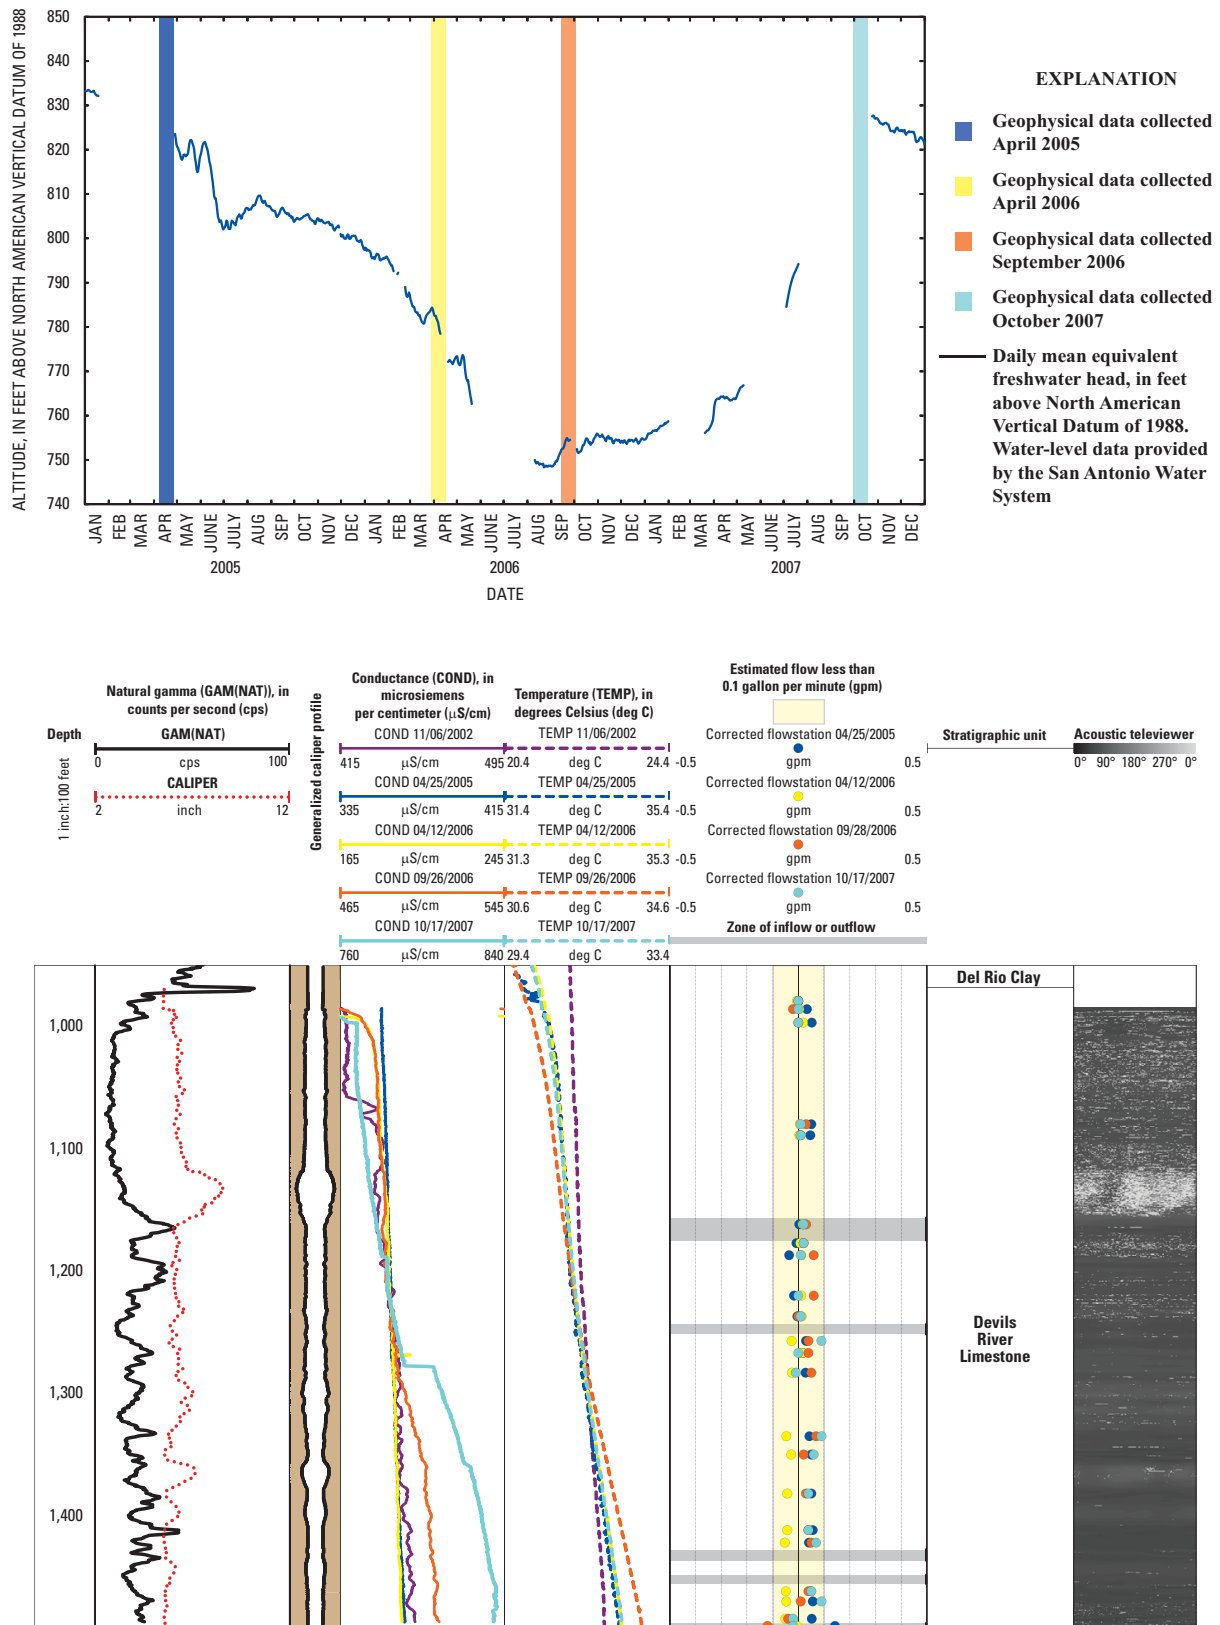 ALTITUDE, IN FEET ABOVE NORTH AMERICAN VERTICAL DATUM OF 1988
850
840
830
820
810
800
790
780
770
760
750
740
JAN FEB MAR APR MAY JUNE JULY AUG SEP OCT NOV DEC JAN FEB MAR APR MAY JUNE AUG SEP OCT NOV DEC JAN FEB MAR APR MAY JUNE JULY AUG SEP OCT NOV DEC
2005 2006 2007
DATE
EXPLANATION
Geophysical data collected
April 2005
Geophysical data collected
April 2006
Geophysical data collected
September 2006
Geophysical data collected
October 2007
Daily mean equivalent
freshwater head, in feet
above North American
Vertical Datum of 1988.
Water-level data provided
by the San Antonio Water
System
Depth
1 inch:100 feet
Natural gamma (GAM(NAT)), in
counts per second (cps)
GAM(NAT)
0 cps 100
CALIPER
2 inch 12
Generalized caliper profile
Conductance (COND), in
microsiemens
per centimeter (µS/cm)
COND 11/06/2002
415 µS/cm 495
COND 04/25/2005
335 µS/cm 415
COND 04/12/2006
165 µS/cm 245
COND 09/26/2006
465 µS/cm 545
COND 10/17/2007
760 µS/cm 840
Temperature (TEMP), in
degrees Celsius (deg C)
TEMP 11/06/2002
20.4 deg C 24.4
TEMP 04/25/2005
31.4 deg C 35.4
TEMP 04/12/2006
31.3 deg C 35.3
TEMP 09/26/2006
30.6 deg C 34.6
TEMP 10/17/2007
29.4 deg C 33.4
Estimated flow less than
0.1 gallon per minute (gpm)
Corrected flowstation 04/25/2005
-0.5 gpm 0.5
Corrected flowstation 04/12/2006
-0.5 gpm 0.5
Corrected flowstation 09/28/2006
-0.5 gpm 0.5
Corrected flowstation 10/17/2007
-0.5 gpm 0.5
Zone of inflow or outflow
Stratigraphic unit
Acoustic televiewer
0° 90° 180° 270° 0°
Del Rio Clay
1,000
1,100
1,200
1,300
1,400
Devils
River
Limestone